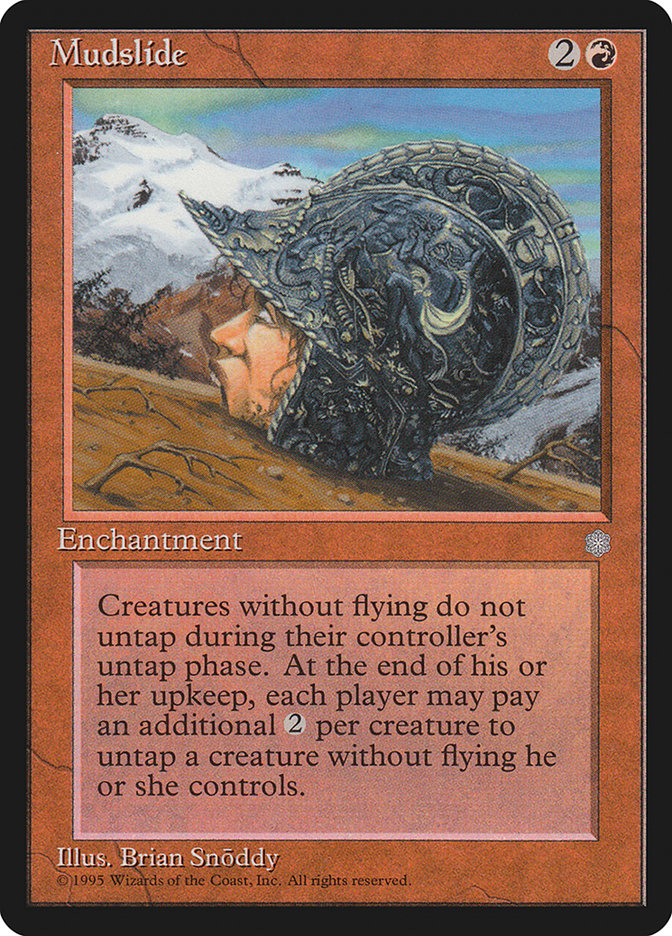 Mudslide 2
Enchantment
Creatures without flying do not
untap during their controller's
untap phase. At the end of his or
her upkeep, each player may pay
an additional 2 per creature to
untap a creature without flying he
or she controls.
Illus. Brian Snōddy
©1995 Wizards of the Coast, Inc. All rights reserved.